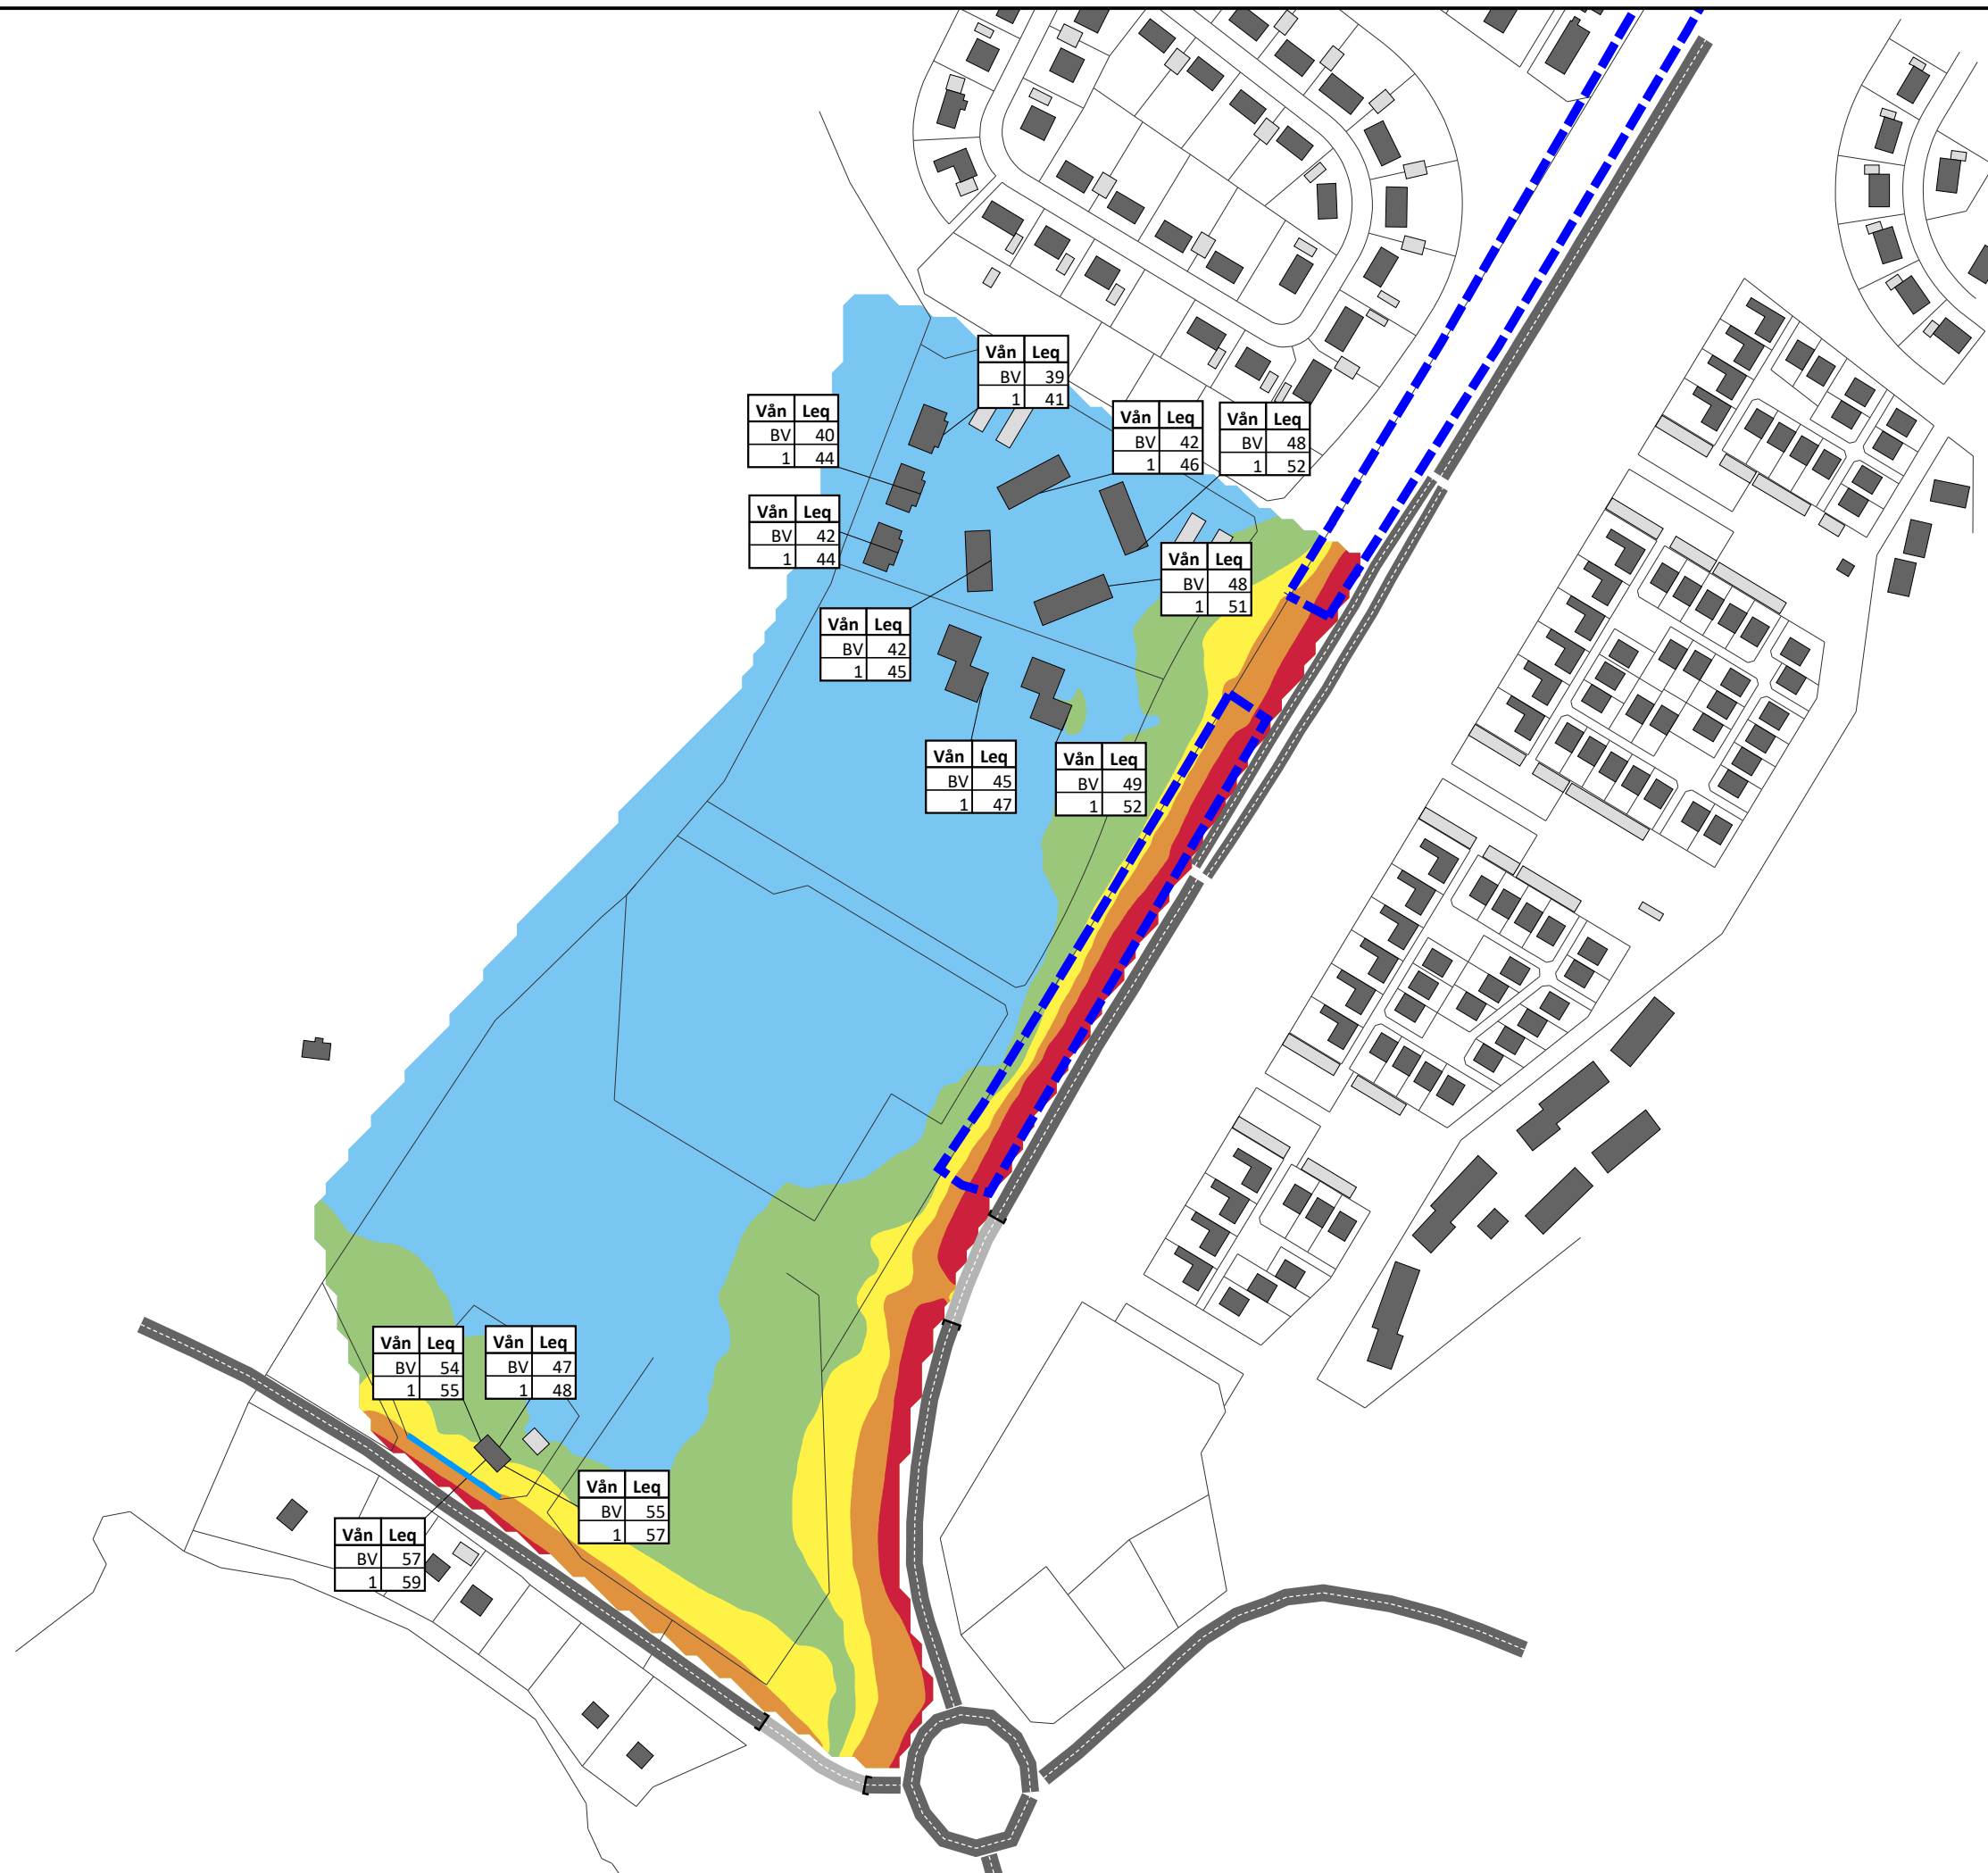 Vån Leq
BV 39
1 41
Vån Leq
BV 40
1 44
Vån Leq
BV 42
1 46
Vån Leq
BV 48
1 52
Vån Leq
BV 42
1 44
Vån Leq
BV 48
1 51
Vån Leq
BV 42
1 45
Vån Leq
BV 45
1 47
Vån Leq
BV 49
1 52
Vån Leq
BV 54
1 55
Vån Leq
BV 47
1 48
Vån Leq
BV 55
1 57
Vån Leq
BV 57
1 59